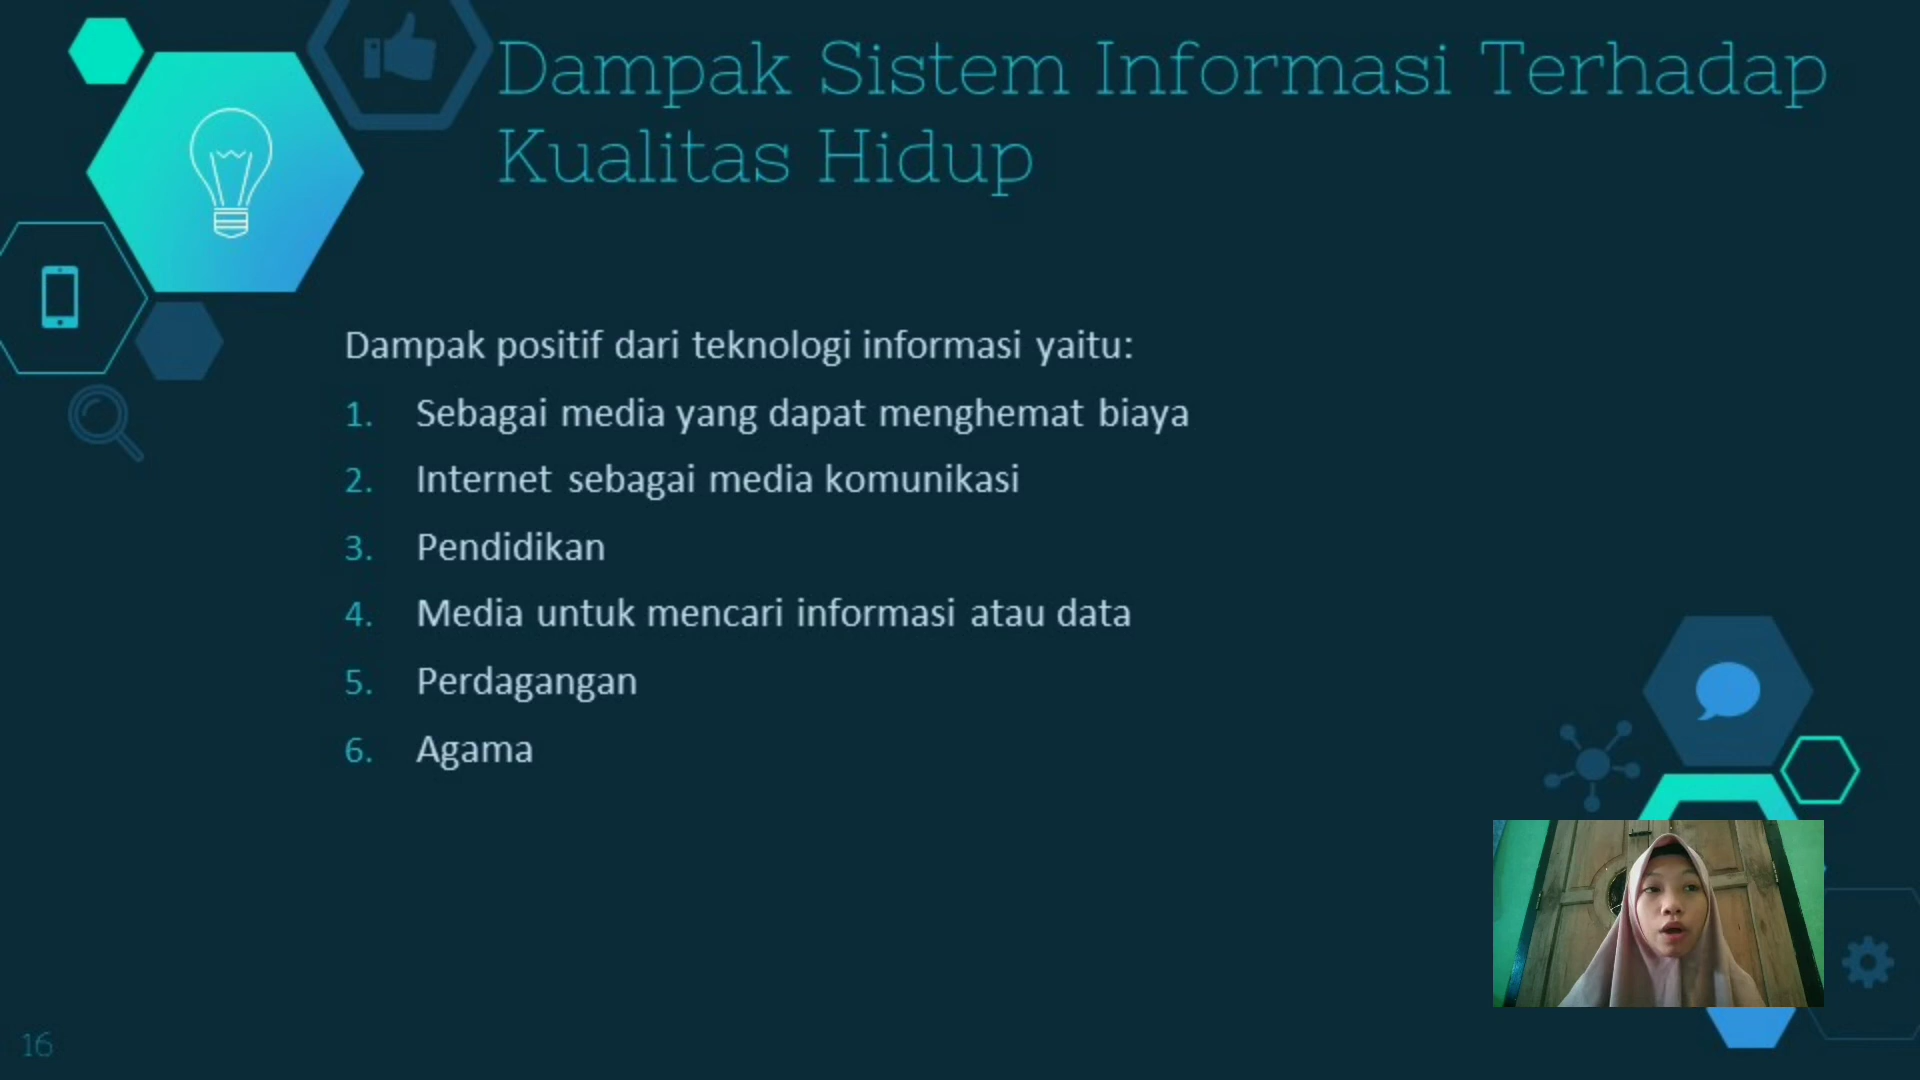 Dampak Sistem Informasi Terhadap
Kualitas Hidup
Dampak positif dari teknologi informasi yaitu:
1. Sebagai media yang dapat menghemat biaya
2. Internet sebagai media komunikasi
3. Pendidikan
4. Media untuk mencari informasi atau data
5. Perdagangan
6. Agama
16